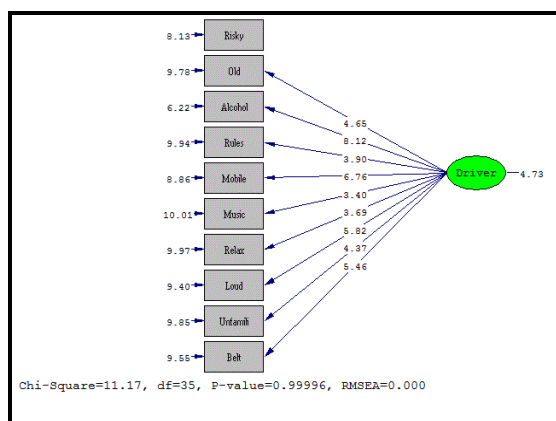 8.13 Risky
9.78 Old
6.22 Alcohol
4.65
8.12
9.94 Rules
3.90
8.86 Mobile
6.76
Driver 4.73
3.40
10.01 Music
3.69
9.97 Relax
5.82
9.40 Loud
4.37
5.46
9.85 Unfamili
9.55 Belt
Chi-Square=11.17, df=35, P-value=0.99996, RMSEA=0.000